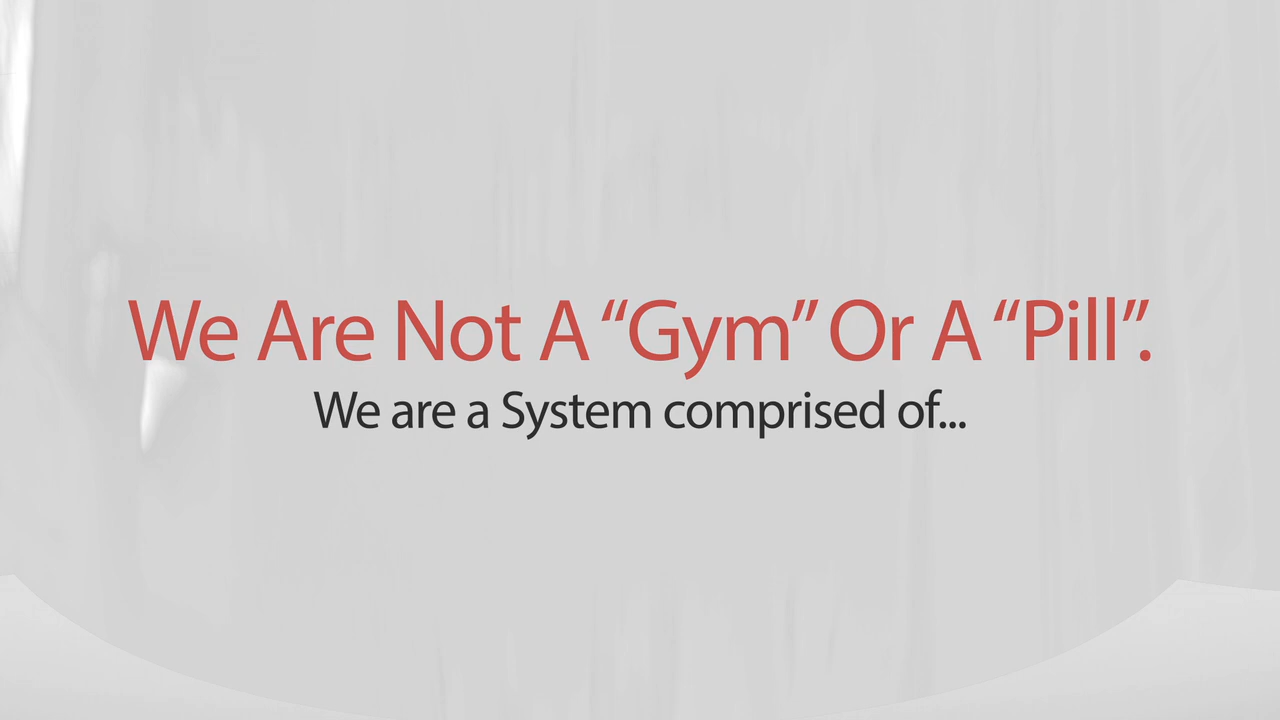 We Are Not A “Gym” Or A “Pill”.
We are a System comprised of...